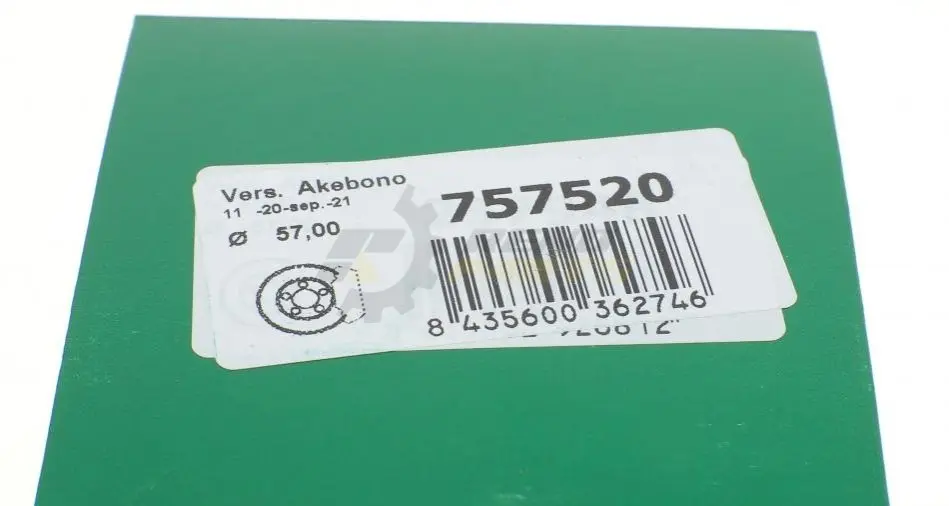 Vers. Akebono
11 -20-sep.-21
Ø 57,00
757520
8 435600 362746